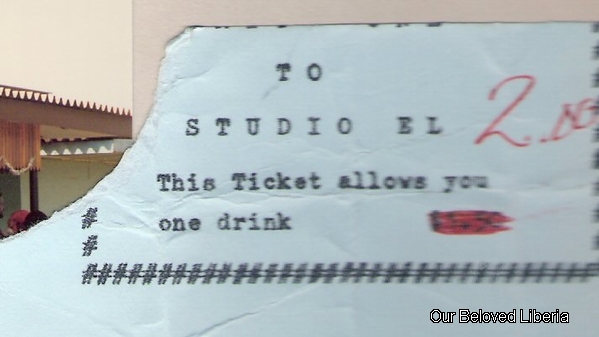 TO
STUDIO EL
2.00
This Ticket allows you
one drink
################################
Our Beloved Liberia